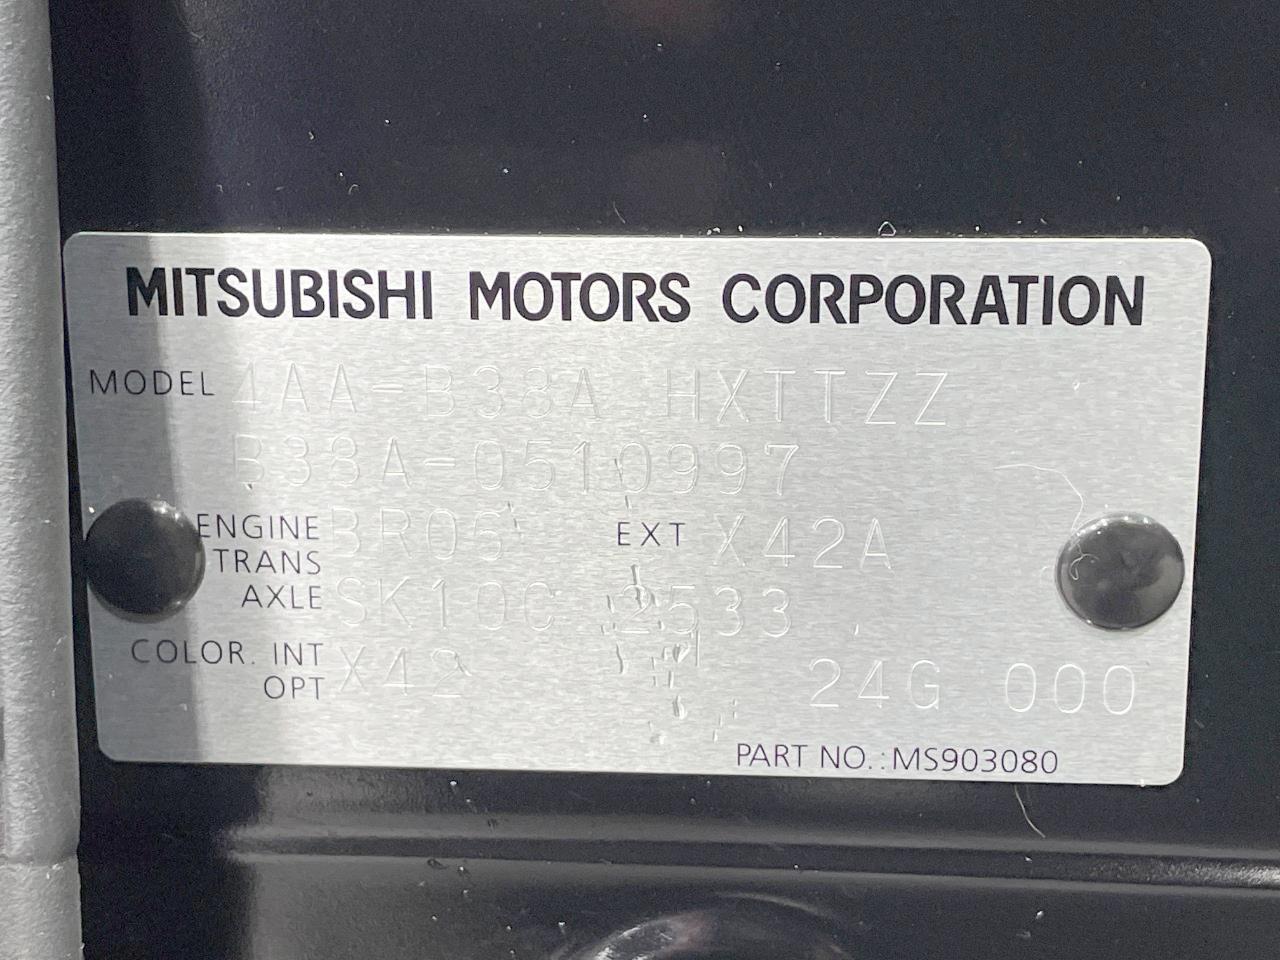 MITSUBISHI MOTORS CORPORATION
MODEL 4AA-B38A HXTTZZ
B38A-0510997
ENGINE BR06 EXT X42A
TRANS
AXLE SK10C 2533
COLOR. INT X42 24G 000
OPT
PART NO.:MS903080